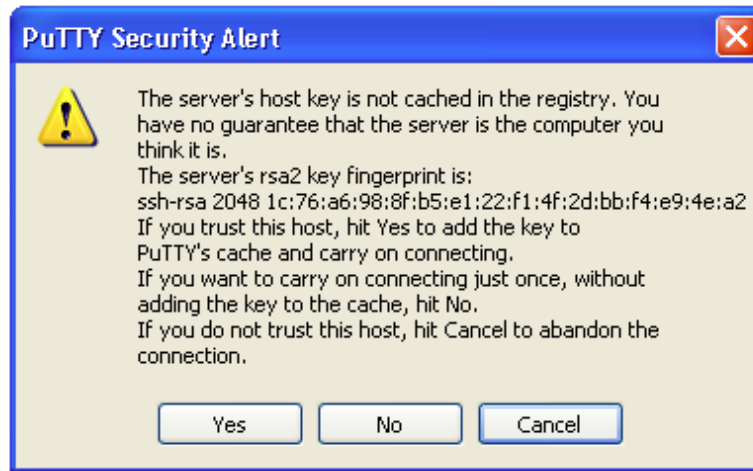 PuTTY Security Alert
The server's host key is not cached in the registry. You
have no guarantee that the server is the computer you
think it is.
The server's rsa2 key fingerprint is:
ssh-rsa 2048 1c:76:a6:98:8f:b5:e1:22:f1:4f:2d:bb:f4:e9:4e:a2
If you trust this host, hit Yes to add the key to
PuTTY's cache and carry on connecting.
If you want to carry on connecting just once, without
adding the key to the cache, hit No.
If you do not trust this host, hit Cancel to abandon the
connection.
Yes No Cancel